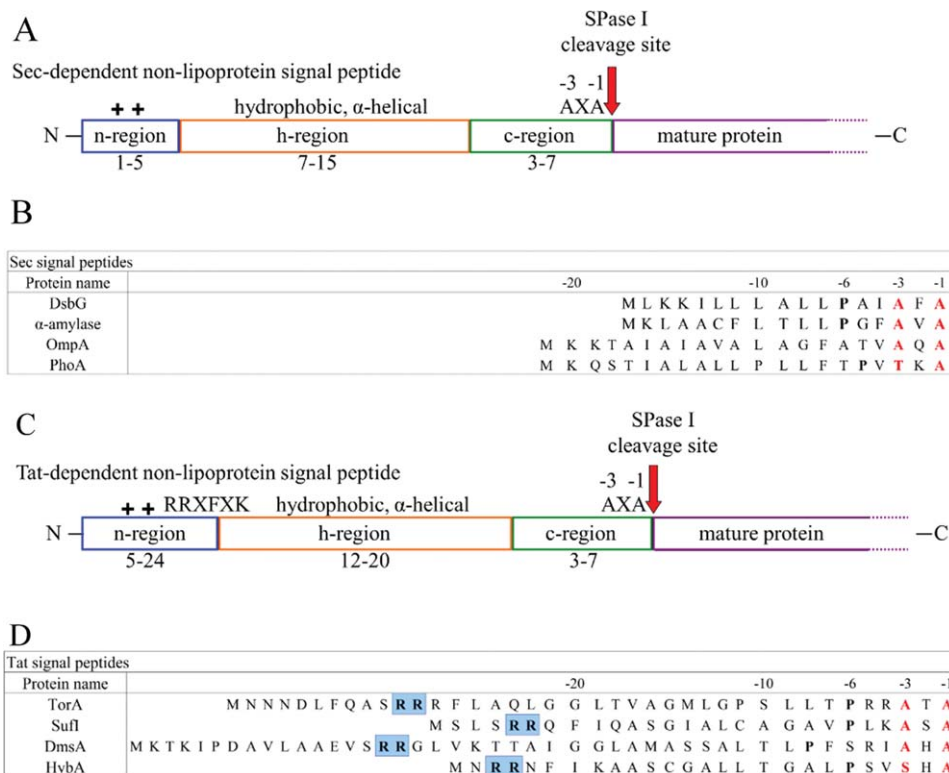 A
SPase I
cleavage site
Sec-dependent non-lipoprotein signal peptide
-3 -1
+ + hydrophobic, α-helical AXA
N n-region h-region c-region mature protein C
1-5 7-15 3-7
B
Sec signal peptides
Protein name -20 -10 -6 -3 -1
DsbG M L K K I L L L A L L P A I A F A
α-amylase M K L A A C F L T L L P G F A V A
OmpA M K K T A I A I A V A L A G F A T V A Q A
PhoA M K Q S T I A L A L L P L L F T P V T K A
C
SPase I
cleavage site
Tat-dependent non-lipoprotein signal peptide
-3 -1
+ + RRXFXK hydrophobic, α-helical AXA
N n-region h-region c-region mature protein C
5-24 12-20 3-7
D
Tat signal peptides
Protein name -20 -10 -6 -3 -1
TorA M N N N D L F Q A S R R R F L A Q L G G L T V A G M L G P S L L T P R R A T A
SufI M S L S R R Q F I Q A S G I A L C A G A V P L K A S A
DmsA M K T K I P D A V L A A E V S R R G L V K T T A I G G L A M A S S A L T L P F S R I A H A
HybA M N R R N F I K A A S C G A L L T G A L P S V S H A